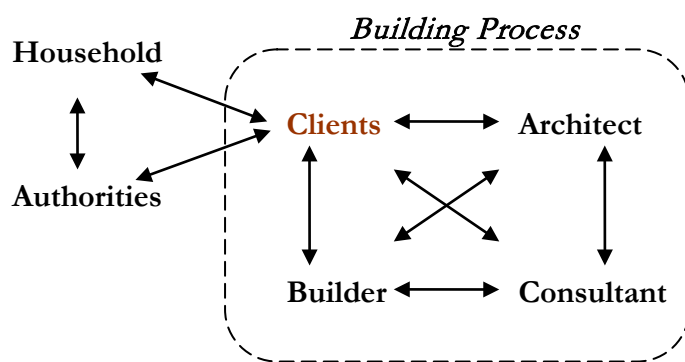 Building Process
Household
Clients
Architect
Authorities
Builder
Consultant